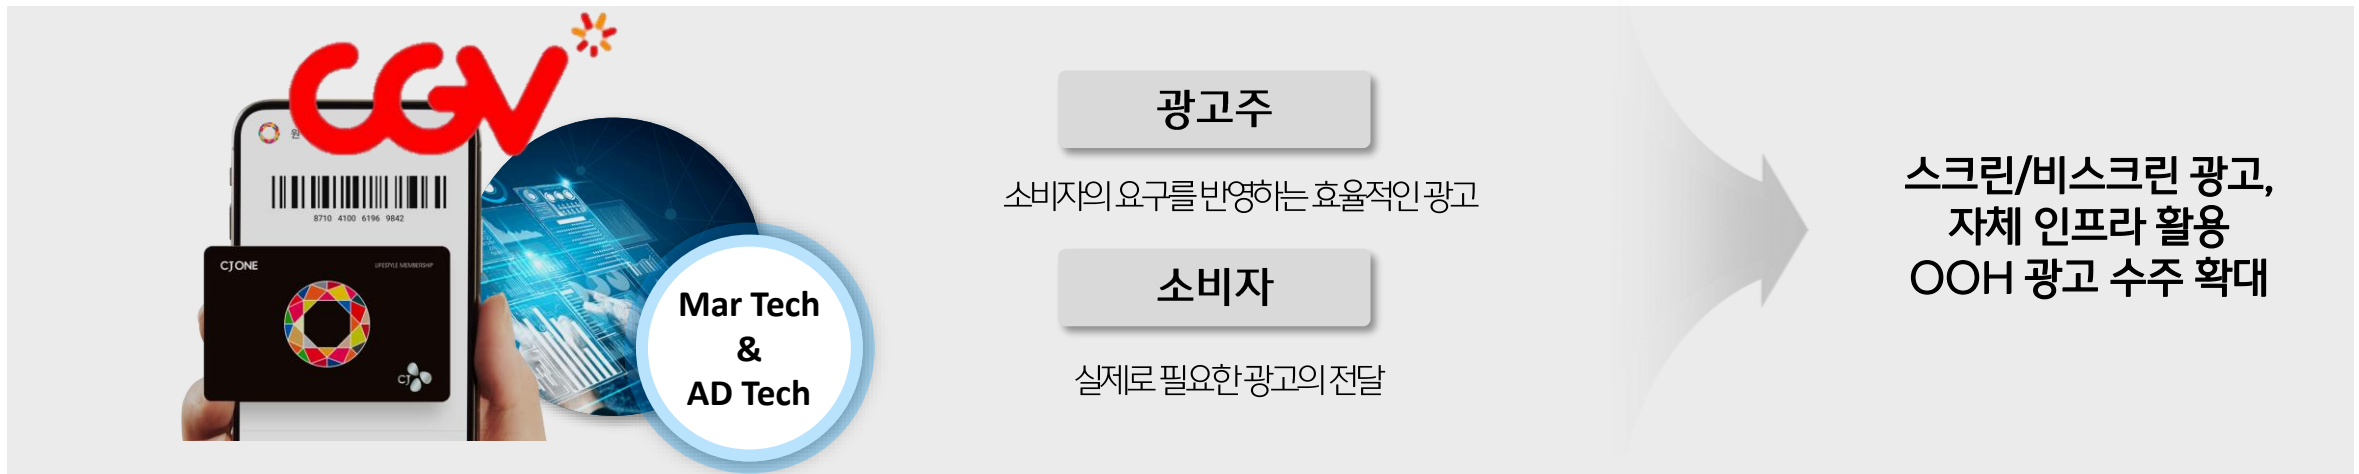 CGV
원
8710 4100 6196 9842
CJ ONE
LIFESTYLE MEMBERSHIP
CJ
Mar Tech
&
AD Tech
광고주
소비자의 요구를 반영하는 효율적인 광고
소비자
실제로 필요한 광고의 전달
스크린/비스크린 광고,
자체 인프라 활용
OOH 광고 수주 확대